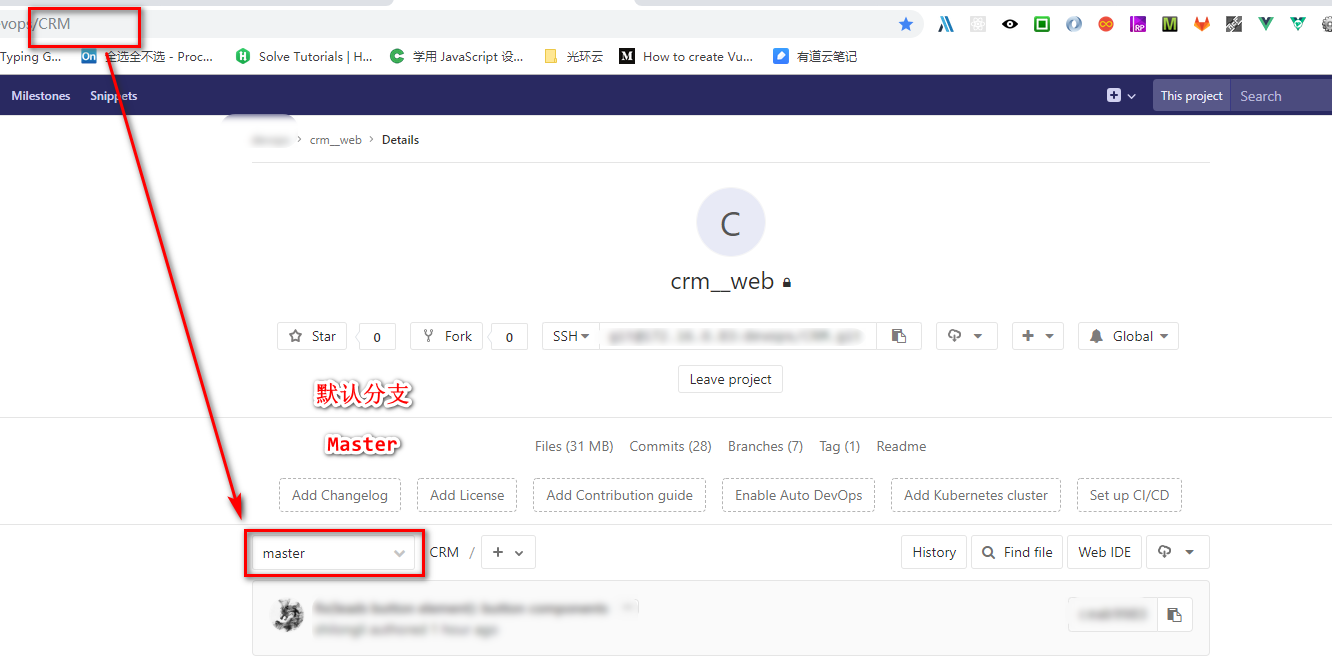 vops/CRM
Typing G... On 全选全不选 - Proc... Solve Tutorials | H... 学用 JavaScript 设... 光环云 M How to create Vu... 有道云笔记
Milestones Snippets This project Search
crm__web > Details
C
crm__web
Star 0 Fork 0 SSH Global
Leave project
默认分支
Master
Files (31 MB) Commits (28) Branches (7) Tag (1) Readme
Add Changelog Add License Add Contribution guide Enable Auto DevOps Add Kubernetes cluster Set up CI/CD
master CRM / + History Find file Web IDE